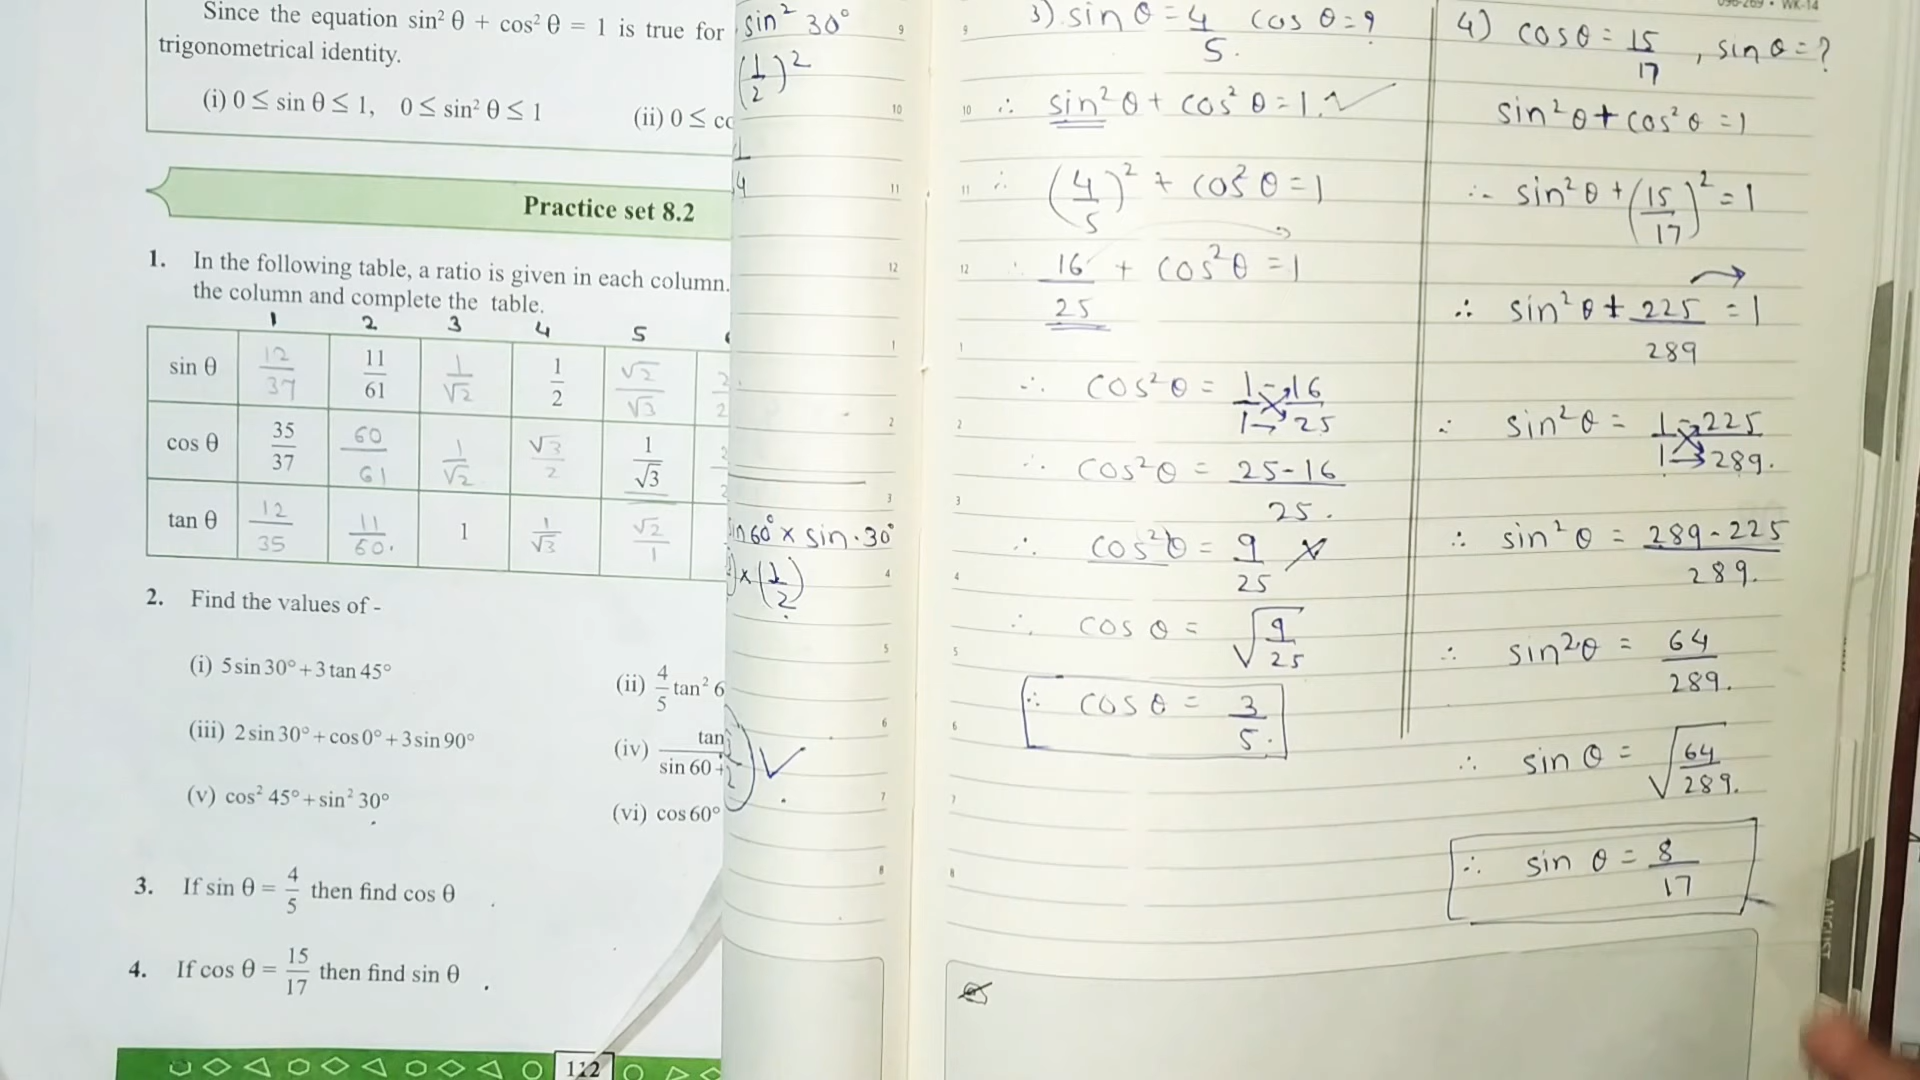 Since the equation sin² θ + cos² θ = 1 is true for
trigonometrical identity.
(i) 0 ≤ sin θ ≤ 1, 0 ≤ sin² θ ≤ 1 (ii) 0 ≤ co
Practice set 8.2
1. In the following table, a ratio is given in each column.
the column and complete the table.
1 2 3 4 5
sin θ 12/37 11/61 1/√2 1/2 √2/√3
cos θ 35/37 60/61 1/√2 √3/2 1/√3
tan θ 12/35 11/60. 1 1/√3 √2/1
2. Find the values of -
(i) 5 sin 30° + 3 tan 45° (ii) 4/5 tan² 6
(iii) 2 sin 30° + cos 0° + 3 sin 90° (iv) tan / sin 60 +
(v) cos² 45° + sin² 30° (vi) cos 60°
3. If sin θ = 4/5 then find cos θ
4. If cos θ = 15/17 then find sin θ
112
sin² 30°
(1/2)²
1/4
sin 60° × sin. 30°
× (1/2)
3) sin θ = 4/5. cos θ = ?
∴ sin² θ + cos² θ = 1.
∴ (4/5)² + cos² θ = 1
∴ 16/25 + cos² θ = 1
∴ cos² θ = 1/1 - 16/25
∴ cos² θ = 25 - 16 / 25.
∴ cos² θ = 9/25
∴ cos θ = √9/25
∴ cos θ = 3/5.
WK-14
4) cos θ = 15/17, sin θ = ?
sin² θ + cos² θ = 1
∴ sin² θ + (15/17)² = 1
∴ sin² θ + 225/289 = 1
∴ sin² θ = 1/1 - 225/289.
∴ sin² θ = 289 - 225 / 289.
∴ sin² θ = 64/289.
∴ sin θ = √64/289.
∴ sin θ = 8/17
AUGUST